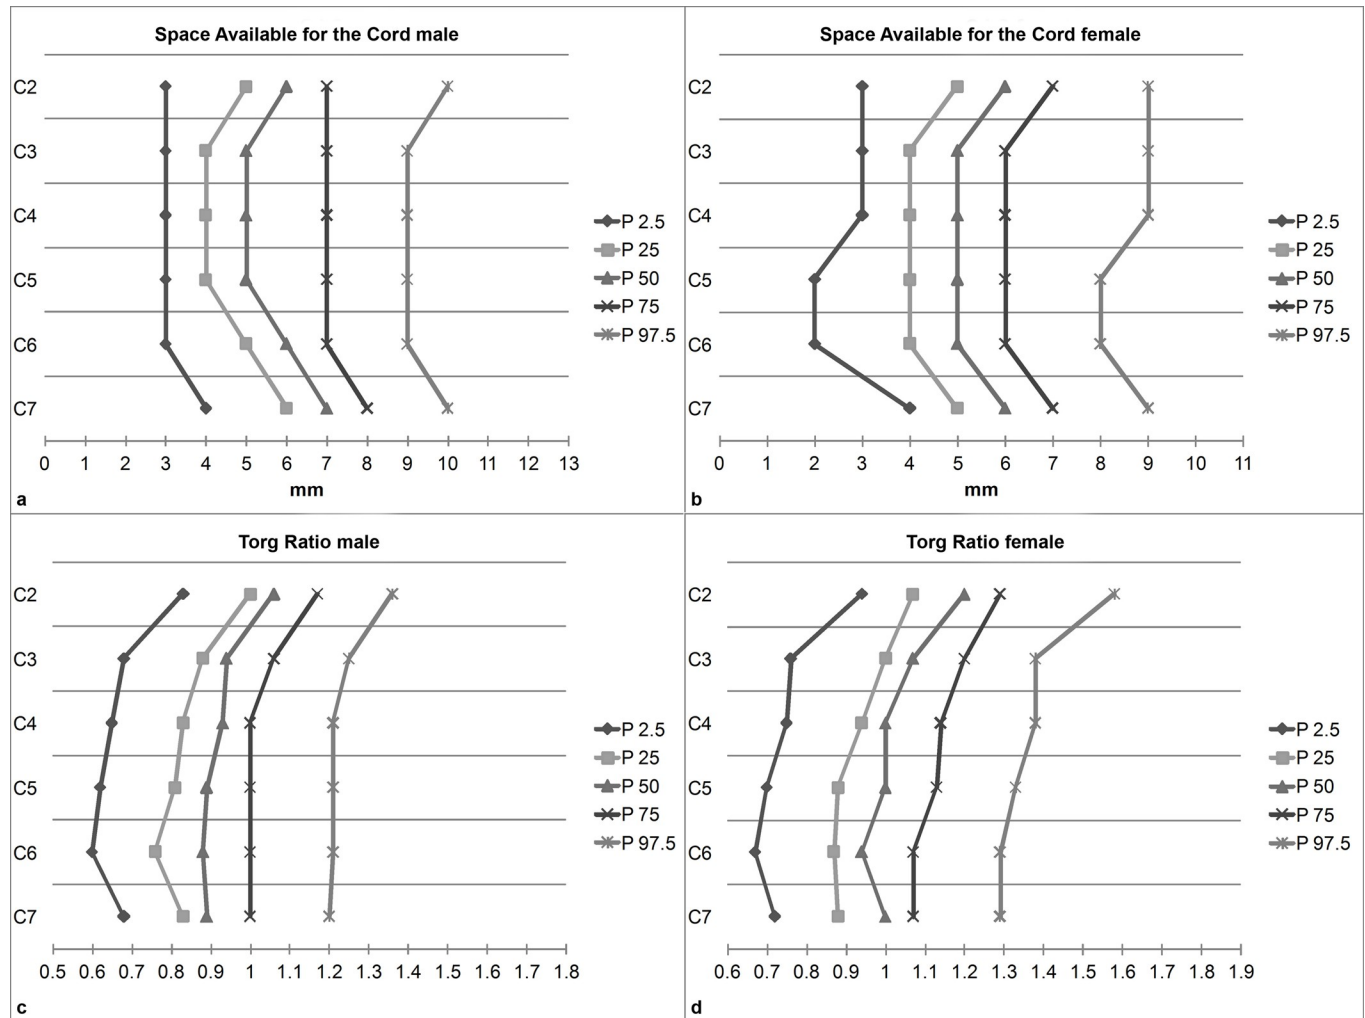 Space Available for the Cord male
C2
C3
C4
C5
C6
C7
0 1 2 3 4 5 6 7 8 9 10 11 12 13
mm
P 2.5
P 25
P 50
P 75
P 97.5
a
Space Available for the Cord female
C2
C3
C4
C5
C6
C7
0 1 2 3 4 5 6 7 8 9 10 11
mm
P 2.5
P 25
P 50
P 75
P 97.5
b
Torg Ratio male
C2
C3
C4
C5
C6
C7
0.5 0.6 0.7 0.8 0.9 1 1.1 1.2 1.3 1.4 1.5 1.6 1.7 1.8
P 2.5
P 25
P 50
P 75
P 97.5
c
Torg Ratio female
C2
C3
C4
C5
C6
C7
0.6 0.7 0.8 0.9 1 1.1 1.2 1.3 1.4 1.5 1.6 1.7 1.8 1.9
P 2.5
P 25
P 50
P 75
P 97.5
d